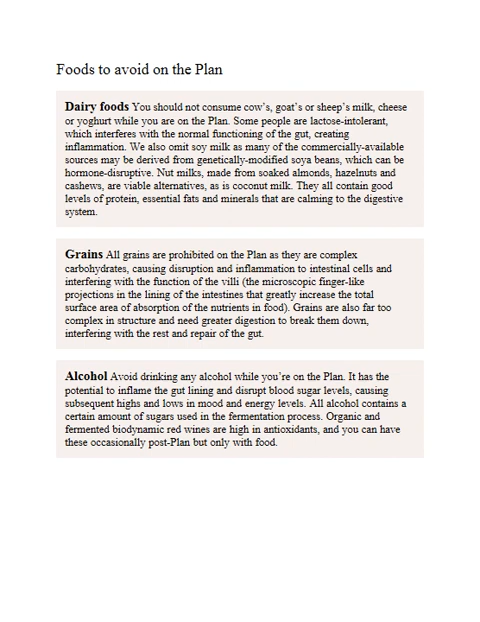 Foods to avoid on the Plan
Dairy foods You should not consume cow's, goat's or sheep's milk, cheese
or yoghurt while you are on the Plan. Some people are lactose-intolerant,
which interferes with the normal functioning of the gut, creating
inflammation. We also omit soy milk as many of the commercially-available
sources may be derived from genetically-modified soya beans, which can be
hormone-disruptive. Nut milks, made from soaked almonds, hazelnuts and
cashews, are viable alternatives, as is coconut milk. They all contain good
levels of protein, essential fats and minerals that are calming to the digestive
system.
Grains All grains are prohibited on the Plan as they are complex
carbohydrates, causing disruption and inflammation to intestinal cells and
interfering with the function of the villi (the microscopic finger-like
projections in the lining of the intestines that greatly increase the total
surface area of absorption of the nutrients in food). Grains are also far too
complex in structure and need greater digestion to break them down,
interfering with the rest and repair of the gut.
Alcohol Avoid drinking any alcohol while you're on the Plan. It has the
potential to inflame the gut lining and disrupt blood sugar levels, causing
subsequent highs and lows in mood and energy levels. All alcohol contains a
certain amount of sugars used in the fermentation process. Organic and
fermented biodynamic red wines are high in antioxidants, and you can have
these occasionally post-Plan but only with food.